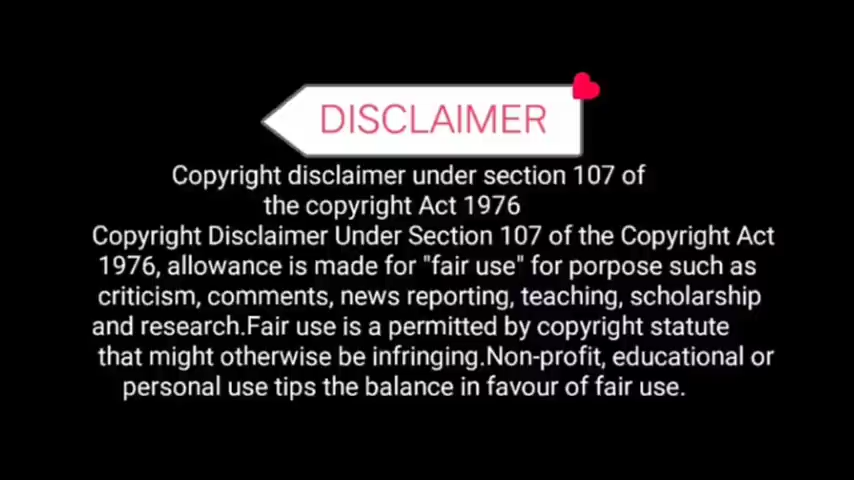 DISCLAIMER
Copyright disclaimer under section 107 of
the copyright Act 1976
Copyright Disclaimer Under Section 107 of the Copyright Act
1976, allowance is made for "fair use" for porpose such as
criticism, comments, news reporting, teaching, scholarship
and research.Fair use is a permitted by copyright statute
that might otherwise be infringing.Non-profit, educational or
personal use tips the balance in favour of fair use.